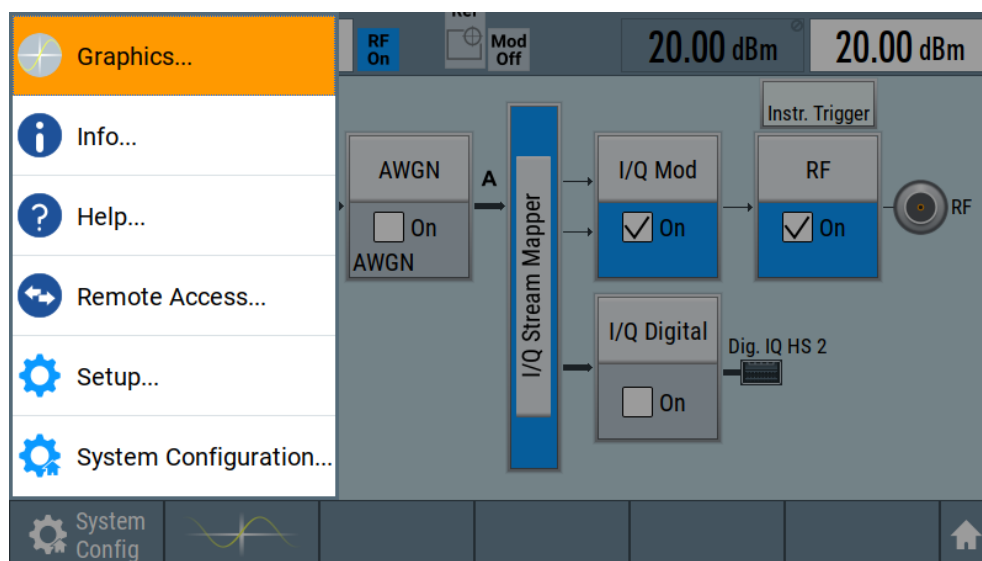 Graphics...
Info...
Help...
Remote Access...
Setup...
System Configuration...
RF
On
Mod
Off
20.00 dBm
20.00 dBm
Instr. Trigger
AWGN
On
AWGN
A
I/Q Stream Mapper
I/Q Mod
On
RF
On
RF
I/Q Digital
On
Dig. IQ HS 2
System
Config